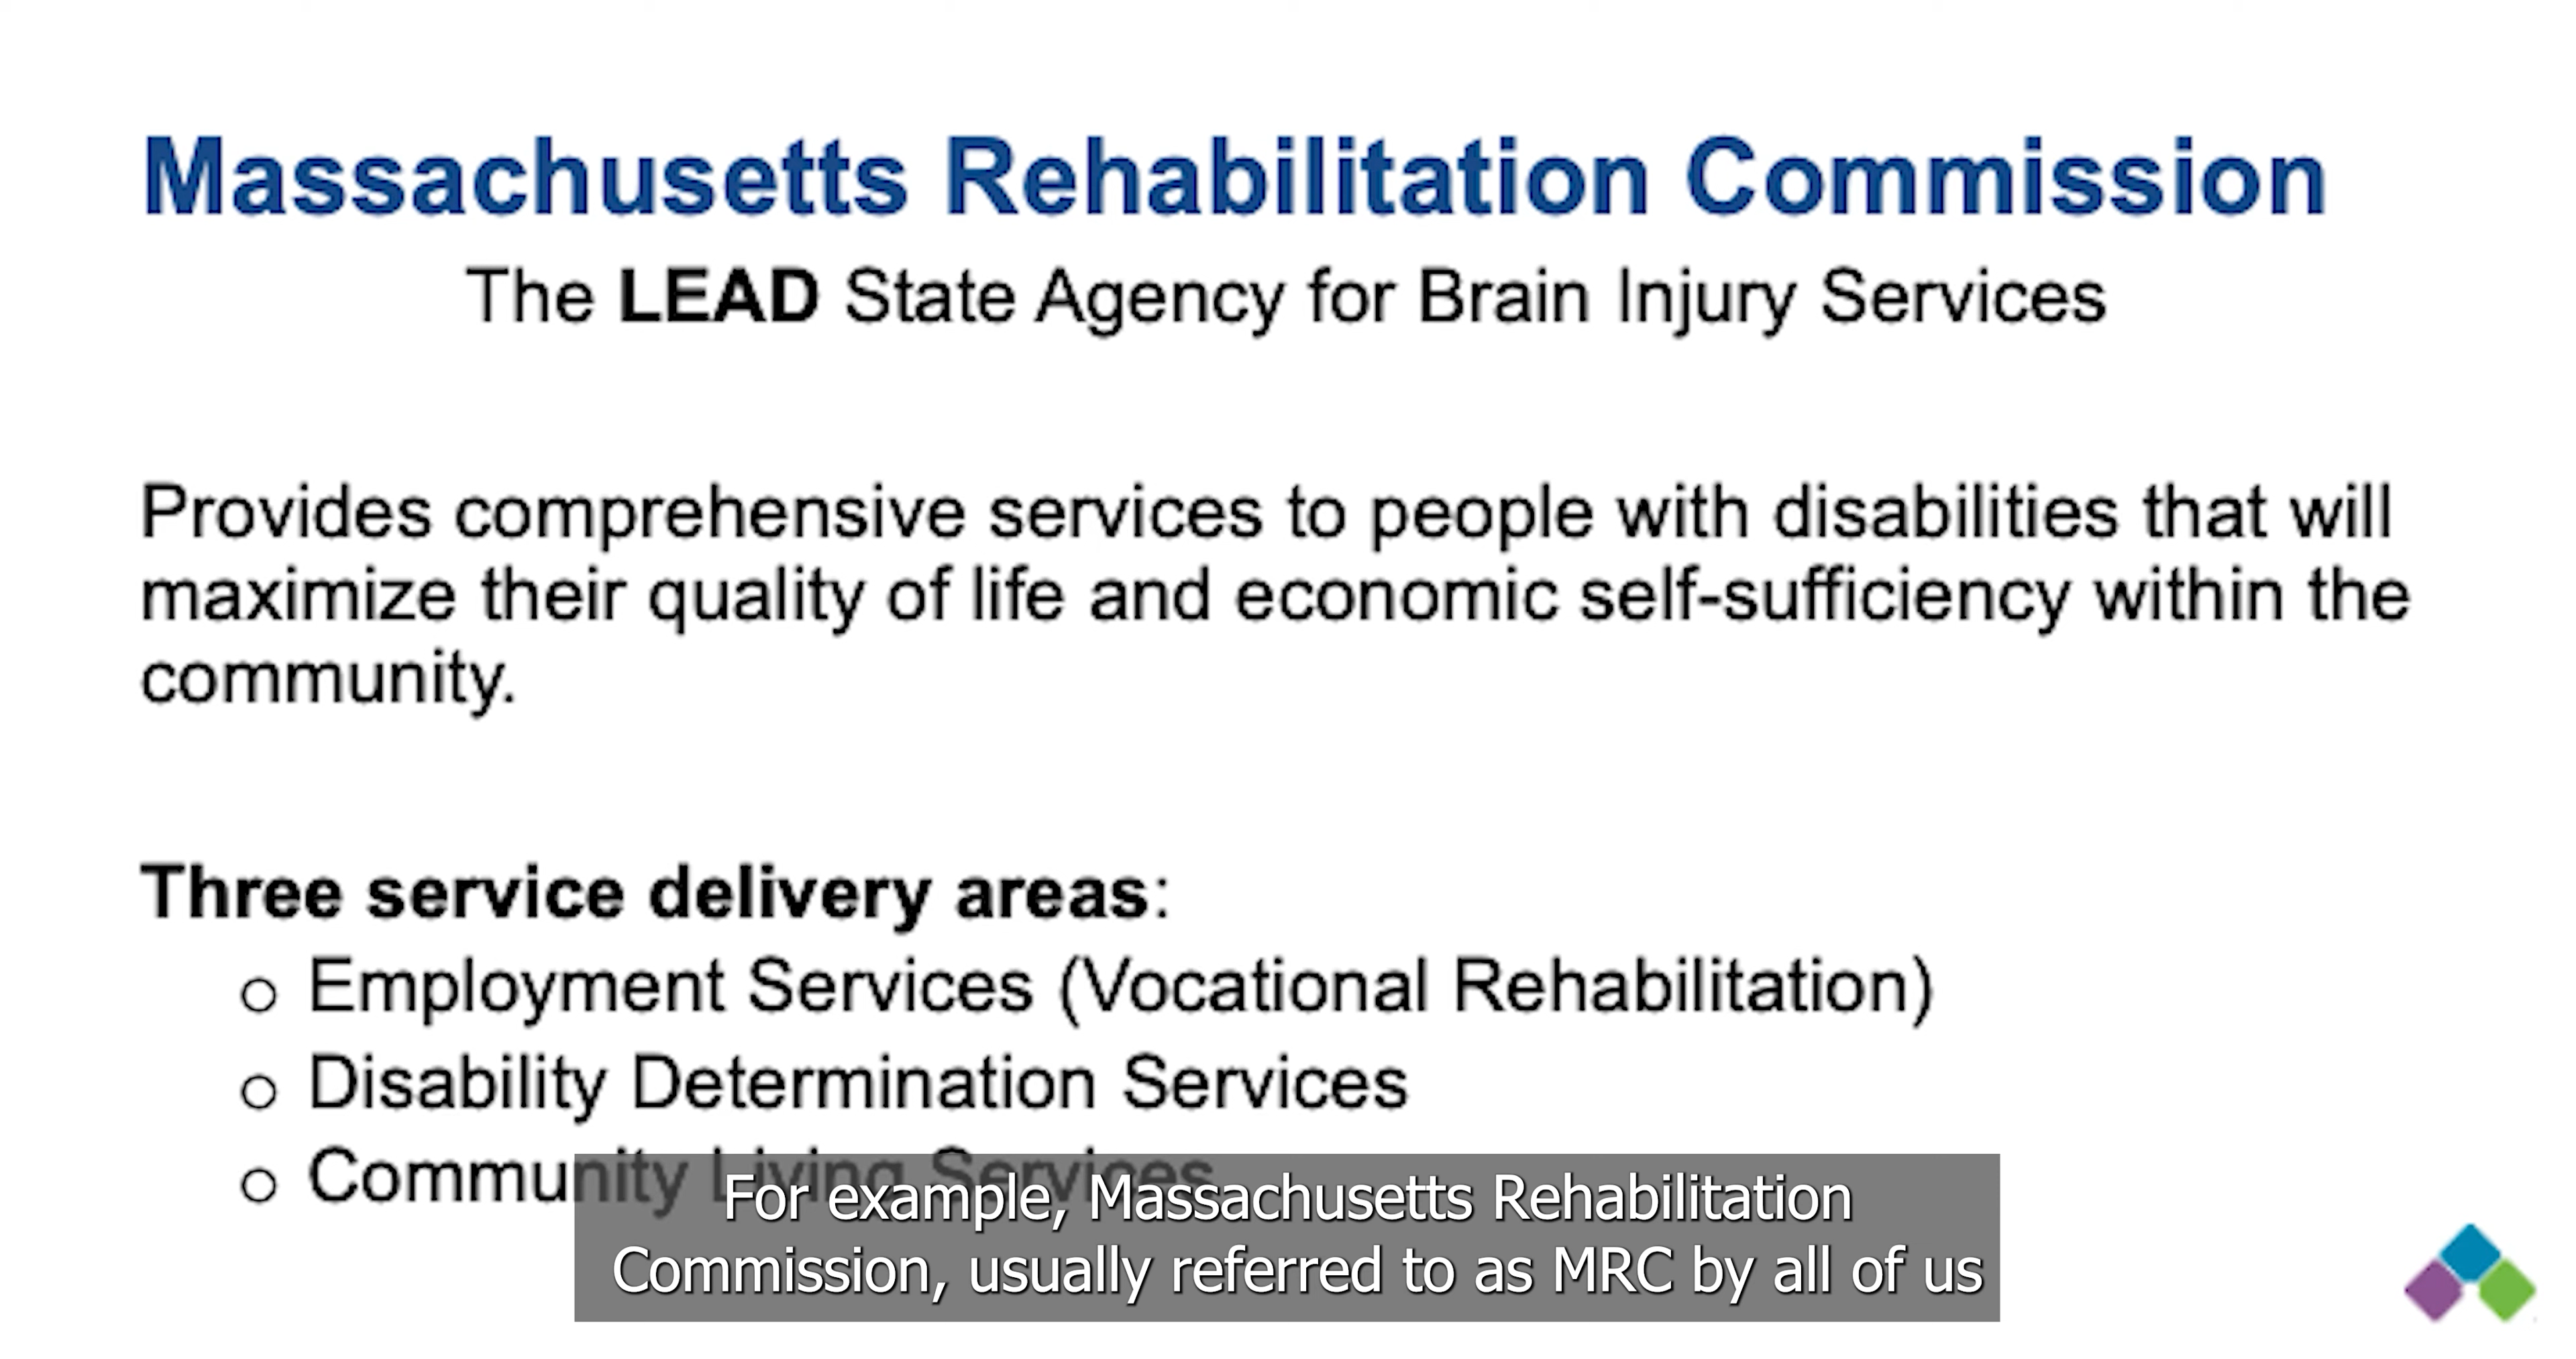 Massachusetts Rehabilitation Commission
The LEAD State Agency for Brain Injury Services
Provides comprehensive services to people with disabilities that will
maximize their quality of life and economic self-sufficiency within the
community.
Three service delivery areas:
o Employment Services (Vocational Rehabilitation)
o Disability Determination Services
o Community Living Services
For example, Massachusetts Rehabilitation
Commission, usually referred to as MRC by all of us